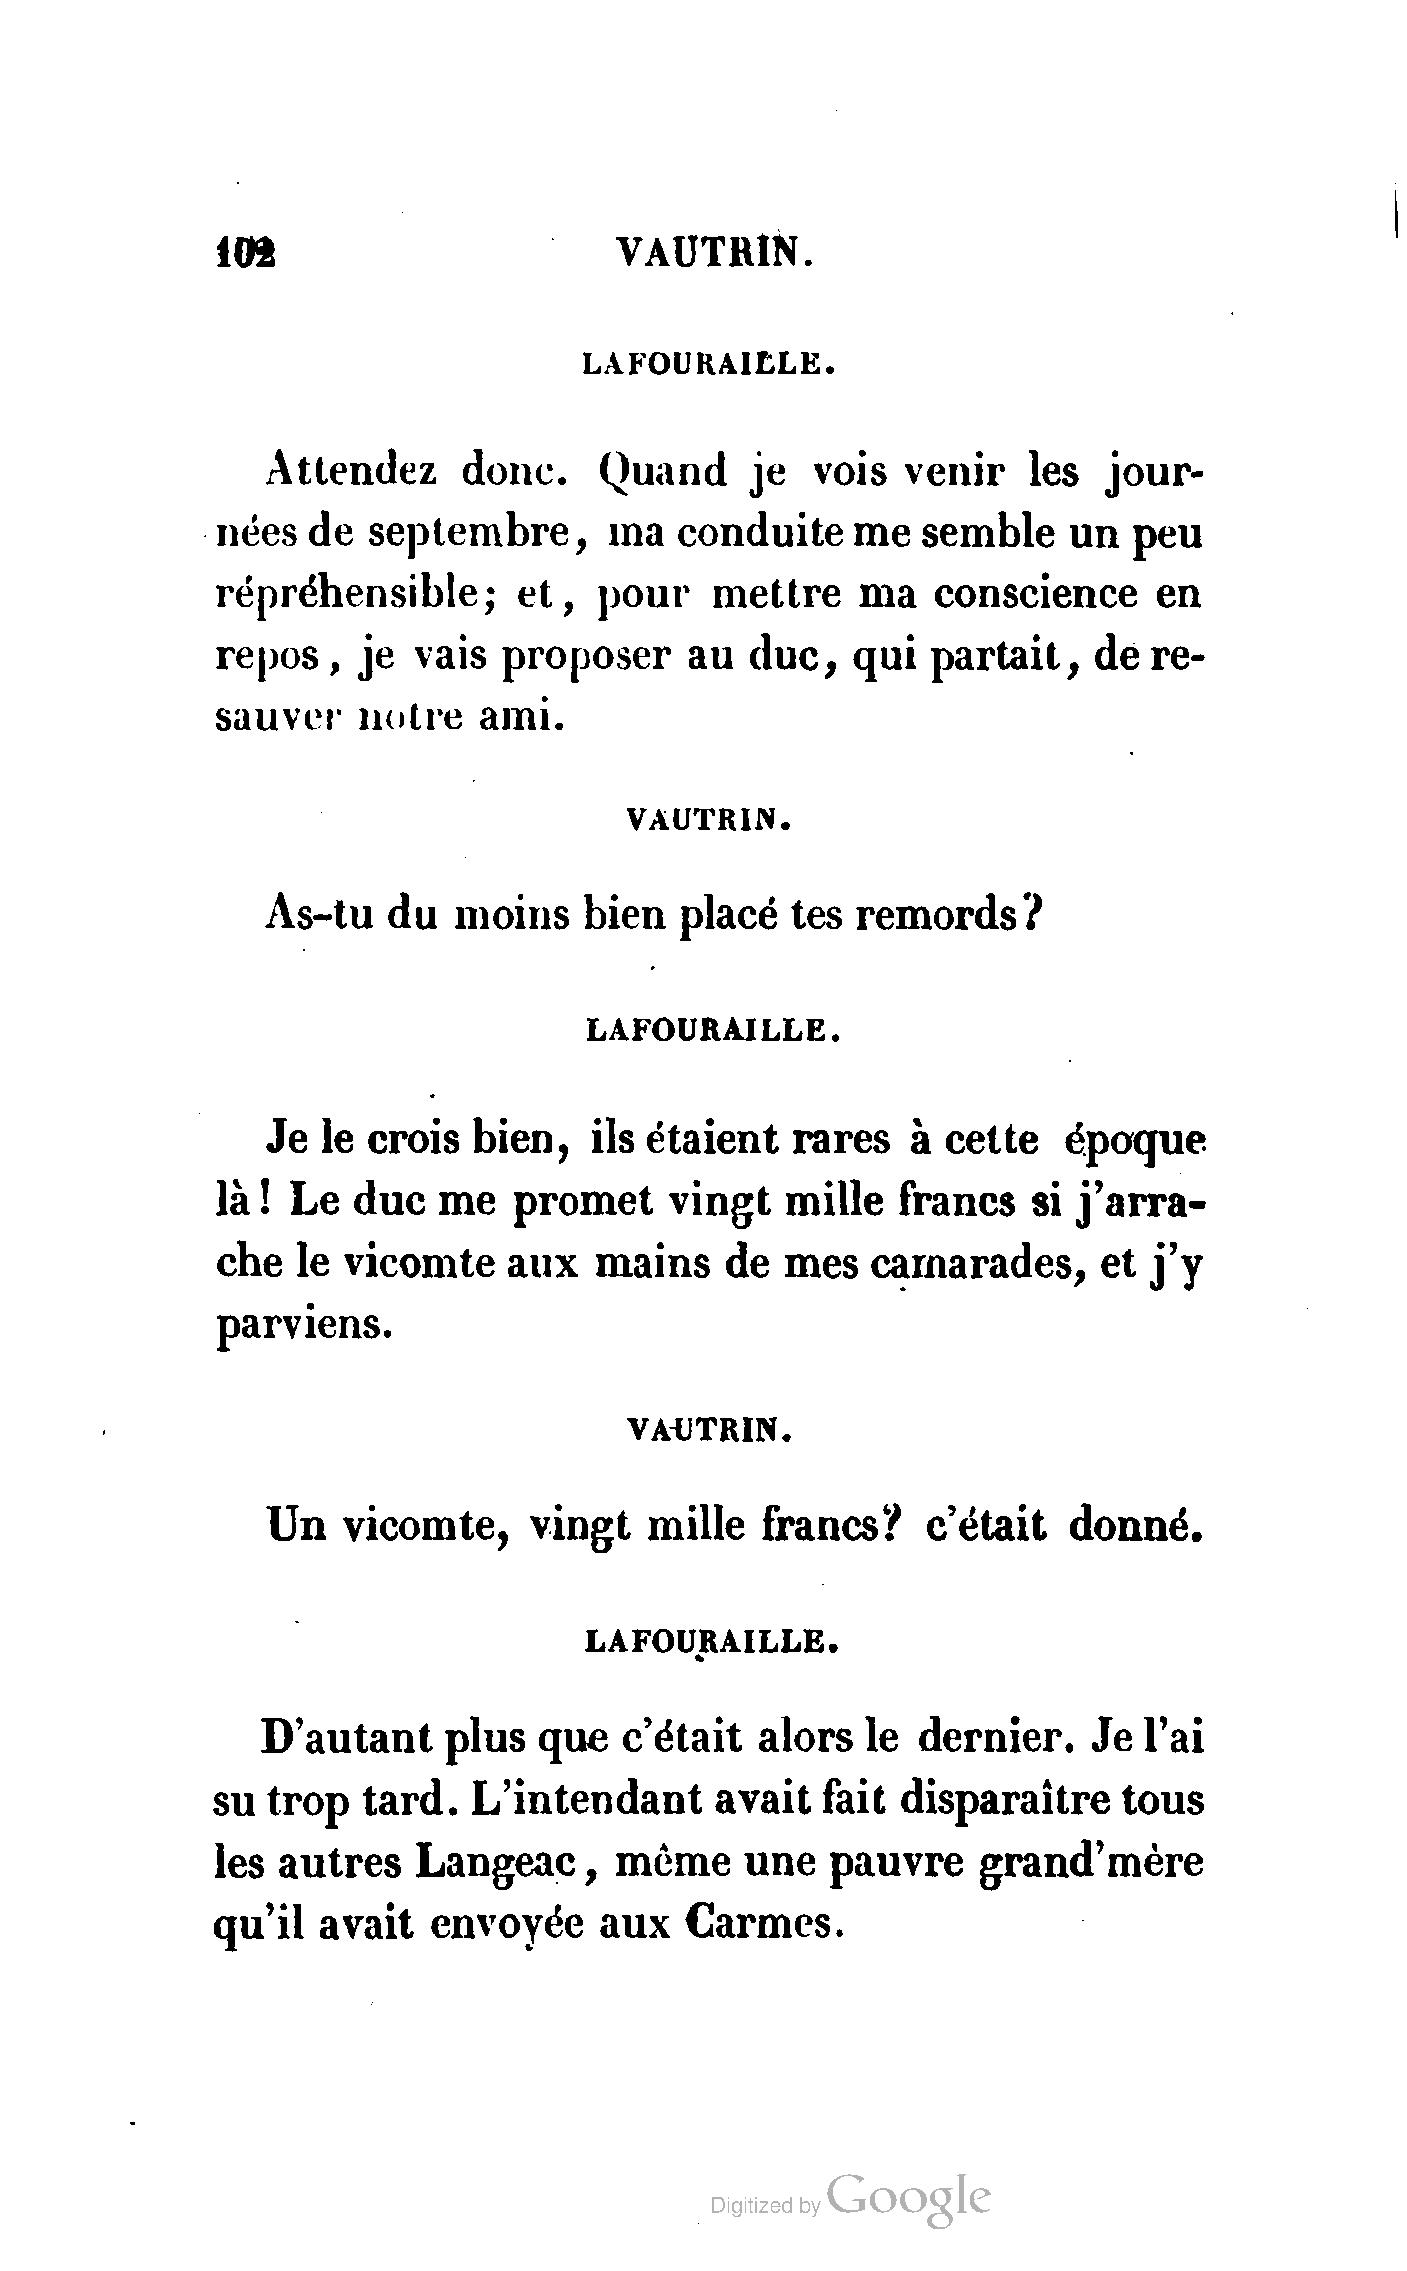 102 VAUTRIN.
LAFOURAILLE.
Attendez donc. Quand je vois venir les jour-
nées de septembre, ma conduite me semble un peu
répréhensible; et, pour mettre ma conscience en
repos, je vais proposer au duc, qui partait, de re-
sauver notre ami.
VAUTRIN.
As-tu du moins bien placé tes remords?
LAFOURAILLE.
Je le crois bien, ils étaient rares à cette époque
là! Le duc me promet vingt mille francs si j'arra-
che le vicomte aux mains de mes camarades, et j'y
parviens.
VAUTRIN.
Un vicomte, vingt mille francs? c'était donné.
LAFOURAILLE.
D'autant plus que c'était alors le dernier. Je l'ai
su trop tard. L'intendant avait fait disparaître tous
les autres Langeac, même une pauvre grand'mère
qu'il avait envoyée aux Carmes.
Digitized by Google